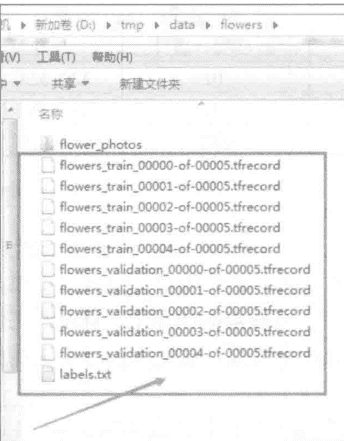 机 ▸ 新加卷 (D:) ▸ tmp ▸ data ▸ flowers ▸
(V) 工具(T) 帮助(H)
中 ▼ 共享 ▼ 新建文件夹
名称
flower_photos
flowers_train_00000-of-00005.tfrecord
flowers_train_00001-of-00005.tfrecord
flowers_train_00002-of-00005.tfrecord
flowers_train_00003-of-00005.tfrecord
flowers_train_00004-of-00005.tfrecord
flowers_validation_00000-of-00005.tfrecord
flowers_validation_00001-of-00005.tfrecord
flowers_validation_00002-of-00005.tfrecord
flowers_validation_00003-of-00005.tfrecord
flowers_validation_00004-of-00005.tfrecord
labels.txt